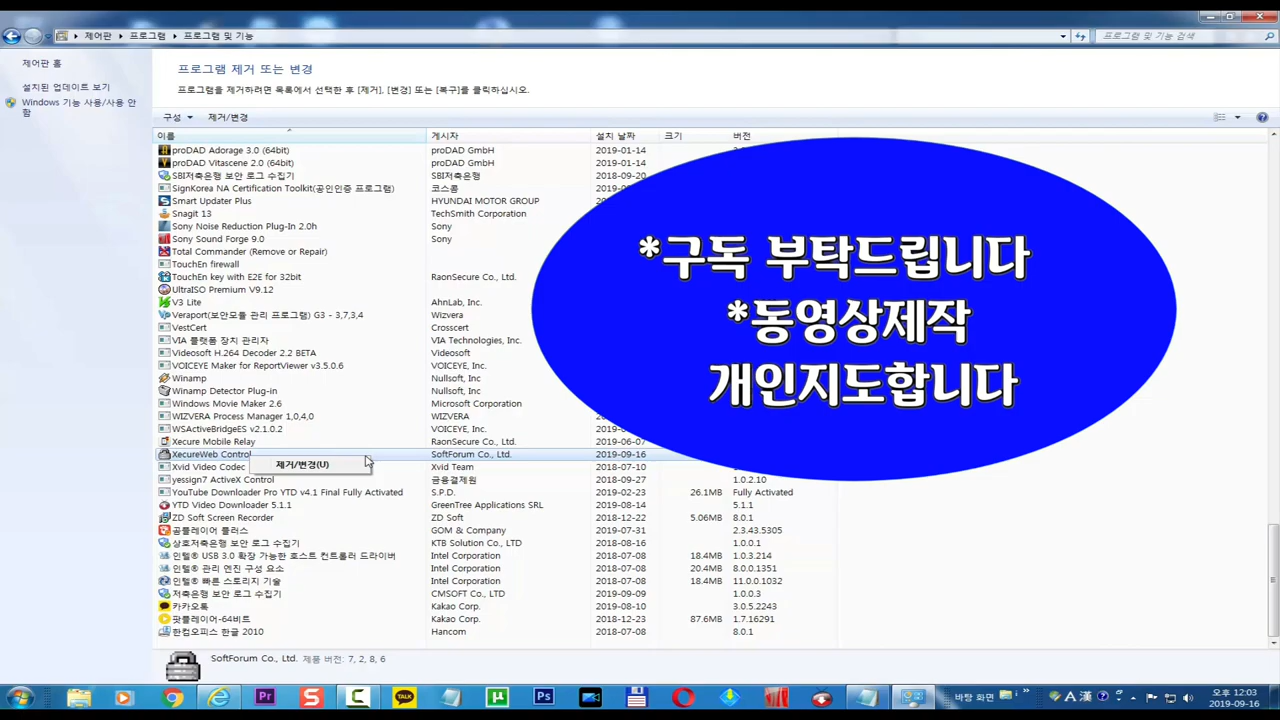 제어판 ▸ 프로그램 ▸ 프로그램 및 기능
프로그램 및 기능 검색
제어판 홈
설치된 업데이트 보기
Windows 기능 사용/사용 안
함
프로그램 제거 또는 변경
프로그램을 제거하려면 목록에서 선택한 후 [제거], [변경] 또는 [복구]를 클릭하십시오.
구성 제거/변경
이름 게시자 설치 날짜 크기 버전
proDAD Adorage 3.0 (64bit) proDAD GmbH 2019-01-14
proDAD Vitascene 2.0 (64bit) proDAD GmbH 2019-01-14
SBI저축은행 보안 로그 수집기 SBI저축은행 2018-09-20
SignKorea NA Certification Toolkit(공인인증 프로그램) 코스콤
Smart Updater Plus HYUNDAI MOTOR GROUP
Snagit 13 TechSmith Corporation
Sony Noise Reduction Plug-In 2.0h Sony
Sony Sound Forge 9.0 Sony
Total Commander (Remove or Repair)
TouchEn firewall
TouchEn key with E2E for 32bit RaonSecure Co., Ltd.
UltraISO Premium V9.12
V3 Lite AhnLab, Inc.
Veraport(보안모듈 관리 프로그램) G3 - 3,7,3,4 Wizvera
VestCert Crosscert
VIA 플랫폼 장치 관리자 VIA Technologies, Inc.
Videosoft H.264 Decoder 2.2 BETA Videosoft
VOICEYE Maker for ReportViewer v3.5.0.6 VOICEYE, Inc.
Winamp Nullsoft, Inc
Winamp Detector Plug-in Nullsoft, Inc
Windows Movie Maker 2.6 Microsoft Corporation
WIZVERA Process Manager 1,0,4,0 WIZVERA
WSActiveBridgeES v2.1.0.2 VOICEYE, Inc.
Xecure Mobile Relay RaonSecure Co., Ltd. 2019-06-07
XecureWeb Control SoftForum Co., Ltd. 2019-09-16
제거/변경(U)
Xvid Video Codec Xvid Team
yessign7 ActiveX Control 금융결제원 2018-09-27 1.0.2.10
YouTube Downloader Pro YTD v4.1 Final Fully Activated S.P.D. 2019-02-23 26.1MB Fully Activated
YTD Video Downloader 5.1.1 GreenTree Applications SRL 2019-08-14 5.1.1
ZD Soft Screen Recorder ZD Soft 2018-12-22 5.06MB 8.0.1
곰플레이어 플러스 GOM & Company 2019-07-31 2.3.43.5305
상호저축은행 보안 로그 수집기 KTB Solution Co., LTD 2018-08-16 1.0.0.1
인텔® USB 3.0 확장 가능한 호스트 컨트롤러 드라이버 Intel Corporation 2018-07-08 18.4MB 1.0.3.214
인텔® 관리 엔진 구성 요소 Intel Corporation 2018-07-08 20.4MB 8.0.0.1351
인텔® 빠른 스토리지 기술 Intel Corporation 2018-07-08 18.4MB 11.0.0.1032
저축은행 보안 로그 수집기 CMSOFT Co., LTD 2019-09-09 1.0.0.3
카카오톡 Kakao Corp. 2019-08-10 3.0.5.2243
팟플레이어-64비트 Kakao Corp. 2018-12-22 87.6MB 1.7.16291
한컴오피스 한글 2010 Hancom 2018-07-08 8.0.1
*구독 부탁드립니다
*동영상제작
개인지도합니다
SoftForum Co., Ltd. 제품 버전: 7, 2, 8, 6
Pr S C TALK µ Ps 바탕 화면 » A 漢 오후 12:03
2019-09-16